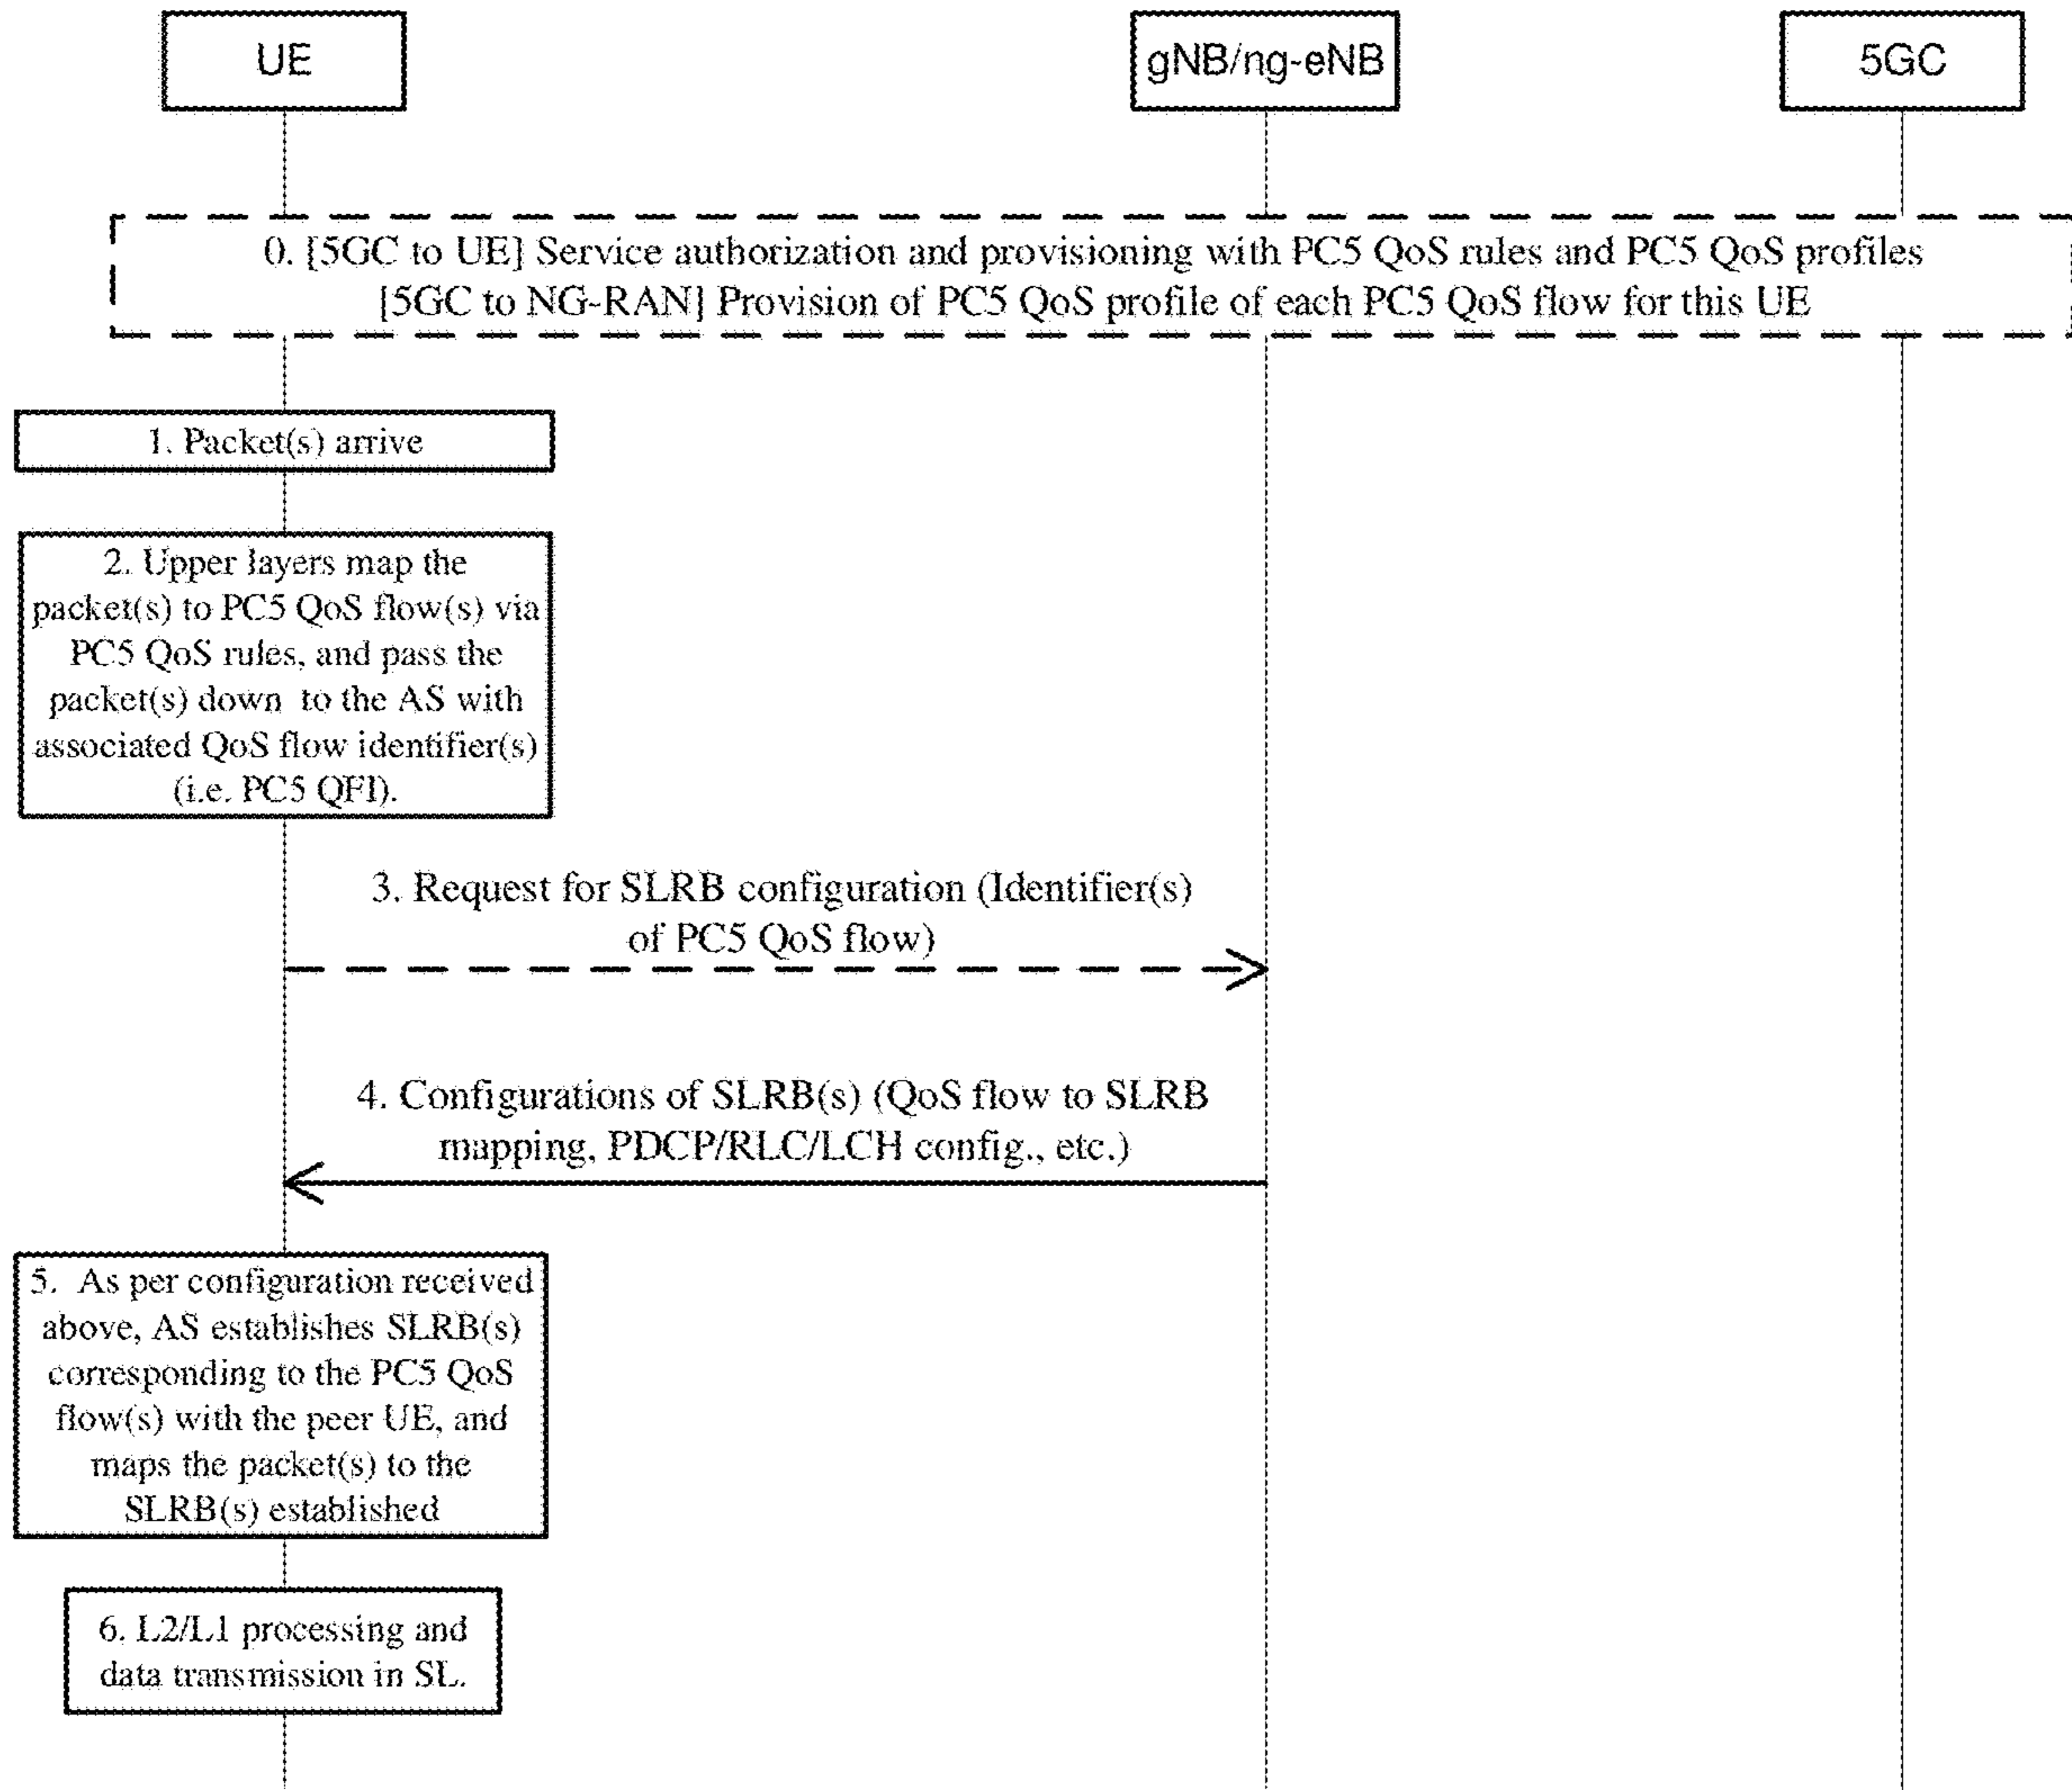 UE
gNB/ng-eNB
5GC
0. [5GC to UE] Service authorization and provisioning with PC5 QoS rules and PC5 QoS profiles
[5GC to NG-RAN] Provision of PC5 QoS profile of each PC5 QoS flow for this UE
1. Packet(s) arrive
2. Upper layers map the
packet(s) to PC5 QoS flow(s) via
PC5 QoS rules, and pass the
packet(s) down to the AS with
associated QoS flow identifier(s)
(i.e. PC5 QFI).
3. Request for SLRB configuration (Identifier(s)
of PC5 QoS flow)
4. Configurations of SLRB(s) (QoS flow to SLRB
mapping, PDCP/RLC/LCH config., etc.)
5. As per configuration received
above, AS establishes SLRB(s)
corresponding to the PC5 QoS
flow(s) with the peer UE, and
maps the packet(s) to the
SLRB(s) established
6. L2/L1 processing and
data transmission in SL.